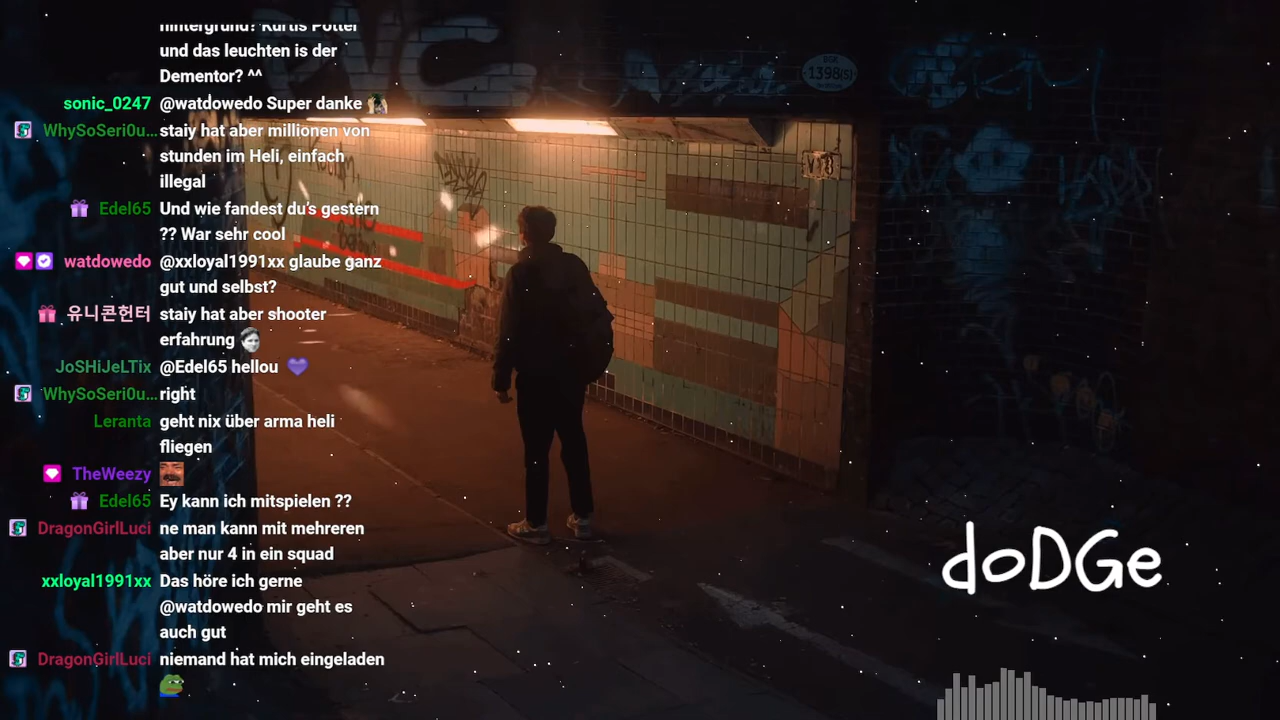 hintergrund? Kurtis Potter
und das leuchten is der
Dementor? ^^
sonic_0247 @watdowedo Super danke
WhySoSeri0u... staiy hat aber millionen von
stunden im Heli, einfach
illegal
Edel65 Und wie fandest du's gestern
?? War sehr cool
watdowedo @xxloyal1991xx glaube ganz
gut und selbst?
유니콘헌터 staiy hat aber shooter
erfahrung
JoSHiJeLTix @Edel65 hellou
WhySoSeri0u... right
Leranta geht nix über arma heli
fliegen
TheWeezy
Edel65 Ey kann ich mitspielen ??
DragonGirlLuci ne man kann mit mehreren
aber nur 4 in ein squad
xxloyal1991xx Das höre ich gerne
@watdowedo mir geht es
auch gut
DragonGirlLuci niemand hat mich eingeladen
1398(S)
V13
doDGe